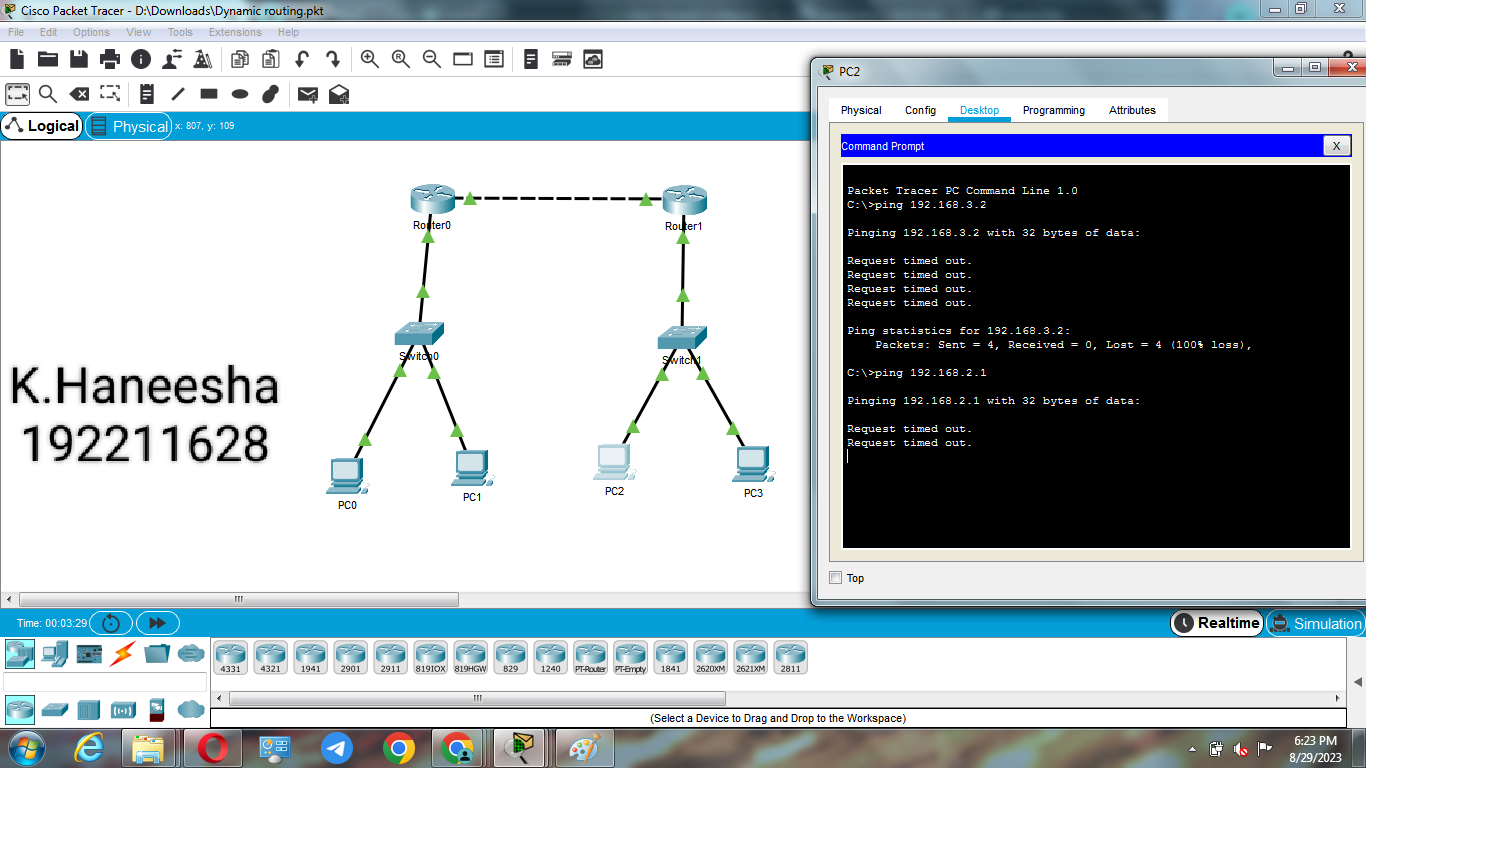 Cisco Packet Tracer - D:\Downloads\Dynamic routing.pkt
File Edit Options View Tools Extensions Help
Logical Physical x: 807, y: 109
Router0
Router1
Switch0
Switch1
K.Haneesha
192211628
PC0
PC1
PC2
PC3
PC2
Physical Config Desktop Programming Attributes
Command Prompt X
Packet Tracer PC Command Line 1.0
C:\>ping 192.168.3.2
Pinging 192.168.3.2 with 32 bytes of data:
Request timed out.
Request timed out.
Request timed out.
Request timed out.
Ping statistics for 192.168.3.2:
Packets: Sent = 4, Received = 0, Lost = 4 (100% loss),
C:\>ping 192.168.2.1
Pinging 192.168.2.1 with 32 bytes of data:
Request timed out.
Request timed out.
Top
Time: 00:03:29
Realtime Simulation
4331 4321 1941 2901 2911 819IOX 819HGW 829 1240 PT-Router PT-Empty 1841 2620XM 2621XM 2811
(Select a Device to Drag and Drop to the Workspace)
6:23 PM
8/29/2023